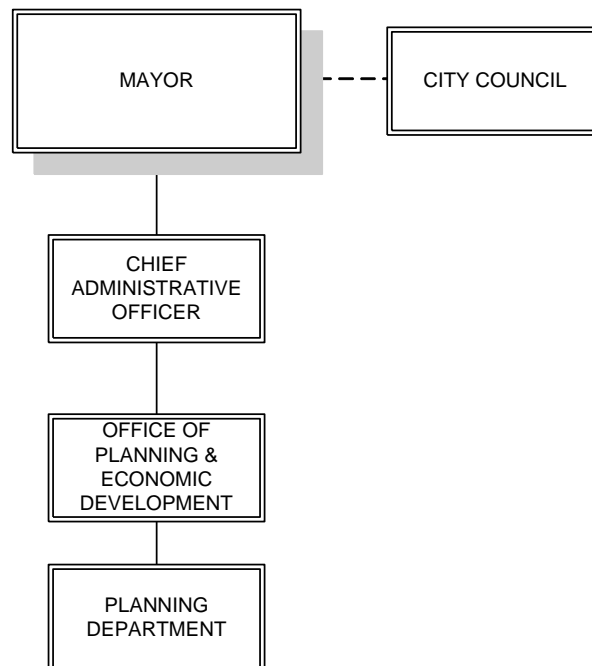 MAYOR
CITY COUNCIL
CHIEF
ADMINISTRATIVE
OFFICER
OFFICE OF
PLANNING &
ECONOMIC
DEVELOPMENT
PLANNING
DEPARTMENT